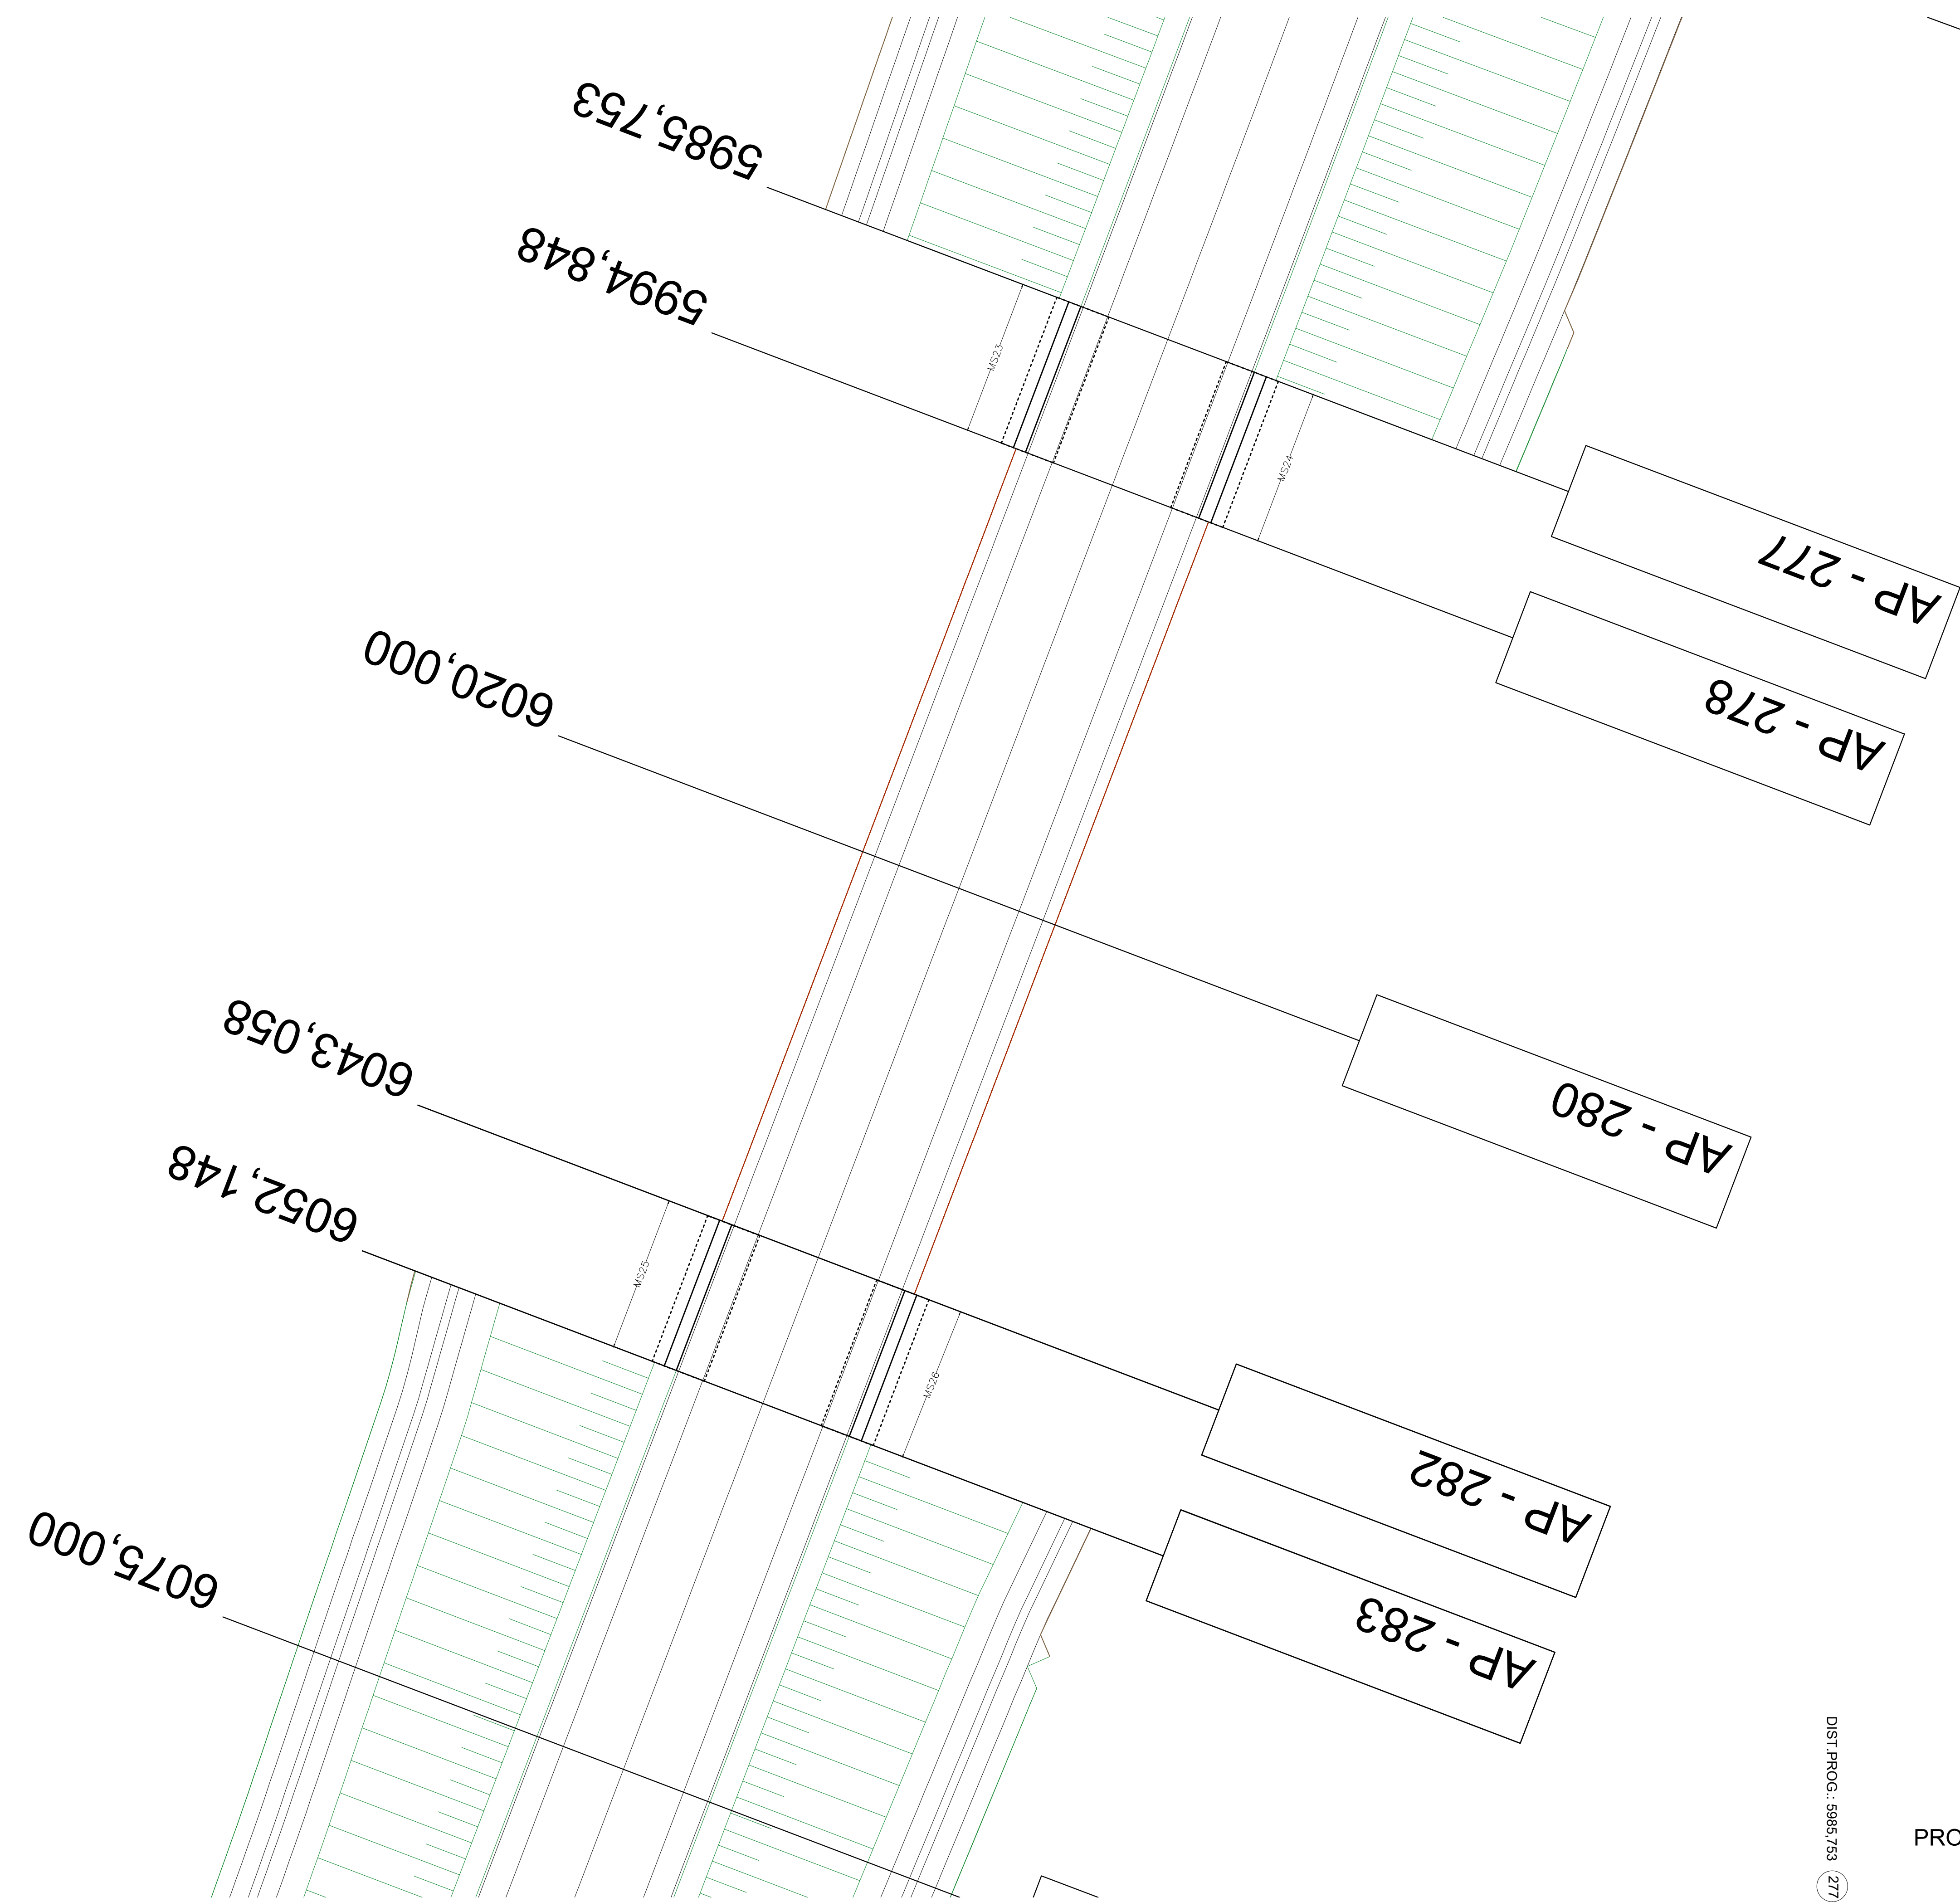 5985,753
5994,848
MS23
MS24
AP - 277
AP - 278
6020,000
AP - 280
6043,058
6052,148
MS25
MS26
AP - 282
AP - 283
6075,000
DIST.PROG.: 5985,753
277
PRO